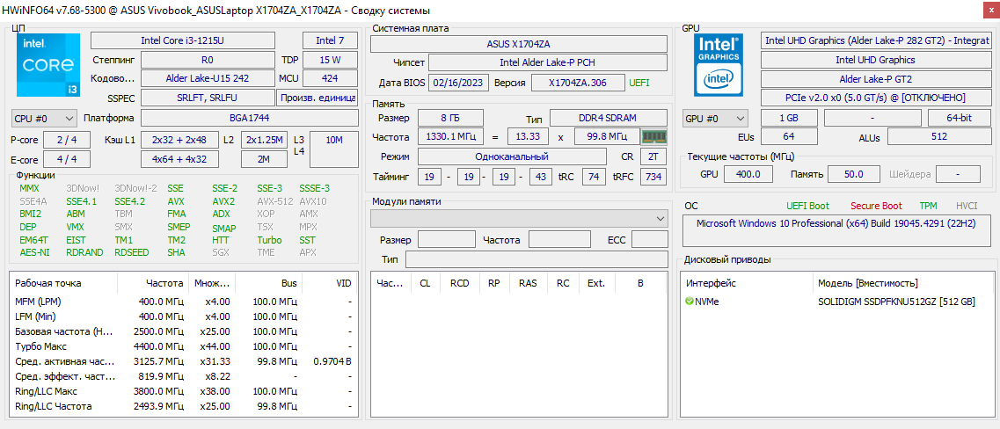 HWiNFO64 v7.68-5300 @ ASUS Vivobook_ASUSLaptop X1704ZA_X1704ZA - Сводку системы
ЦП
intel
CORE
i3
Intel Core i3-1215U Intel 7
Степпинг R0 TDP 15 W
Кодово... Alder Lake-U15 242 MCU 424
SSPEC SRLFT, SRLFU Произв. единица
CPU #0 Платформа BGA1744
P-core 2 / 4 Кэш L1 2x32 + 2x48 L2 2x1.25M L3 10M
E-core 4 / 4 4x64 + 4x32 2M L4
Функции
MMX 3DNow! 3DNow!-2 SSE SSE-2 SSE-3 SSSE-3
SSE4A SSE4.1 SSE4.2 AVX AVX2 AVX-512 AVX10
BMI2 ABM TBM FMA ADX XOP AMX
DEP VMX SMX SMEP SMAP TSX MPX
EM64T EIST TM1 TM2 HTT Turbo SST
AES-NI RDRAND RDSEED SHA SGX TME APX
Рабочая точка Частота Множ... Bus VID
MFM (LPM) 400.0 МГц x4.00 100.0 МГц -
LFM (Min) 400.0 МГц x4.00 100.0 МГц -
Базовая частота (H... 2500.0 МГц x25.00 100.0 МГц -
Турбо Макс 4400.0 МГц x44.00 100.0 МГц -
Сред. активная час... 3125.7 МГц x31.33 99.8 МГц 0.9704 В
Сред. эффект. част... 819.9 МГц x8.22 - -
Ring/LLC Макс 3800.0 МГц x38.00 100.0 МГц -
Ring/LLC Частота 2493.9 МГц x25.00 99.8 МГц -
Системная плата
ASUS X1704ZA
Чипсет Intel Alder Lake-P PCH
Дата BIOS 02/16/2023 Версия X1704ZA.306 UEFI
Память
Размер 8 ГБ Тип DDR4 SDRAM
Частота 1330.1 МГц = 13.33 x 99.8 МГц
Режим Одноканальный CR 2T
Тайминг 19 - 19 - 19 - 43 tRC 74 tRFC 734
Модули памяти
Размер Частота ECC
Тип
Час... CL RCD RP RAS RC Ext. В
GPU
intel
GRAPHICS
intel
Intel UHD Graphics (Alder Lake-P 282 GT2) - Integrat
Intel UHD Graphics
Alder Lake-P GT2
PCIe v2.0 x0 (5.0 GT/s) @ [ОТКЛЮЧЕНО]
GPU #0 1 GB - 64-bit
EUs 64 ALUs 512
Текущие частоты (МГц)
GPU 400.0 Память 50.0 Шейдера -
ОС UEFI Boot Secure Boot TPM HVCI
Microsoft Windows 10 Professional (x64) Build 19045.4291 (22H2)
Дисковый приводы
Интерфейс Модель [Вместимость]
NVMe SOLIDIGM SSDPFKNU512GZ [512 GB]